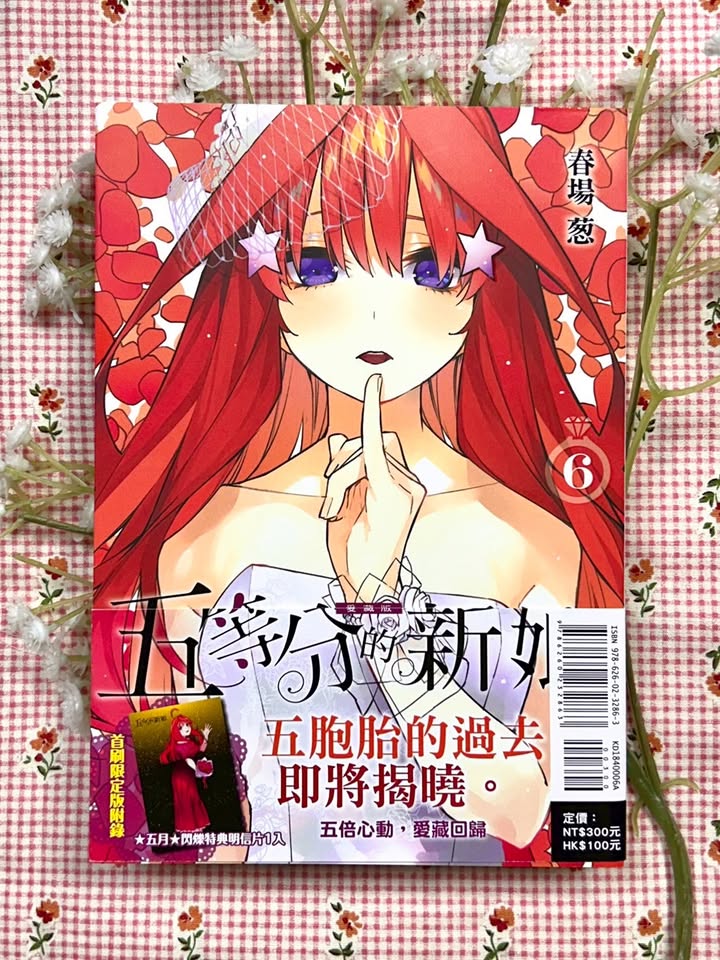 春場 葱
6
愛藏版
五等分的新娘
五胞胎的過去
即將揭曉。
五倍心動，愛藏回歸
首刷限定版附錄
★五月★閃爍特典明信片1入
ISBN 978-626-02-3286-3
9786260232863
KD1840006A
00300
定價：
NT$300元
HK$100元